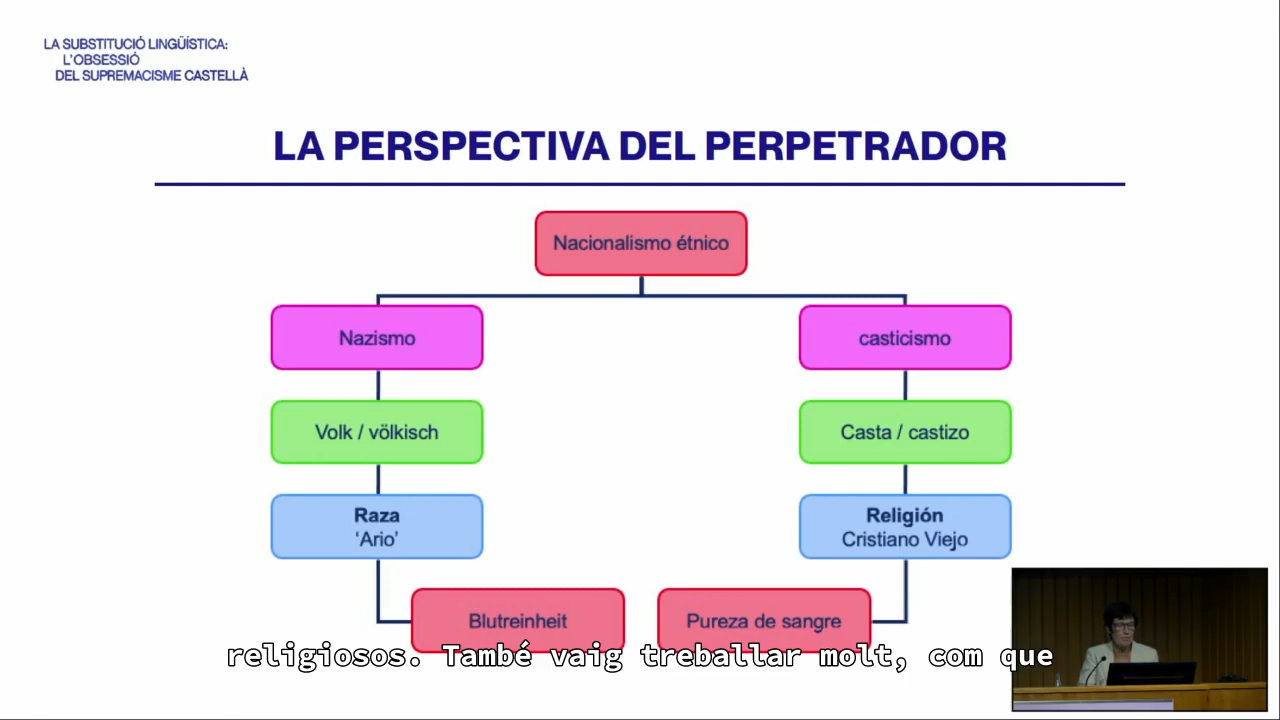 LA SUBSTITUCIÓ LINGÜÍSTICA:
L'OBSESSIÓ
DEL SUPREMACISME CASTELLÀ
LA PERSPECTIVA DEL PERPETRADOR
Nacionalismo étnico
Nazismo
casticismo
Volk / völkisch
Casta / castizo
Raza
'Ario'
Religión
Cristiano Viejo
Blutreinheit
Pureza de sangre
religiosos. També vaig treballar molt, com que